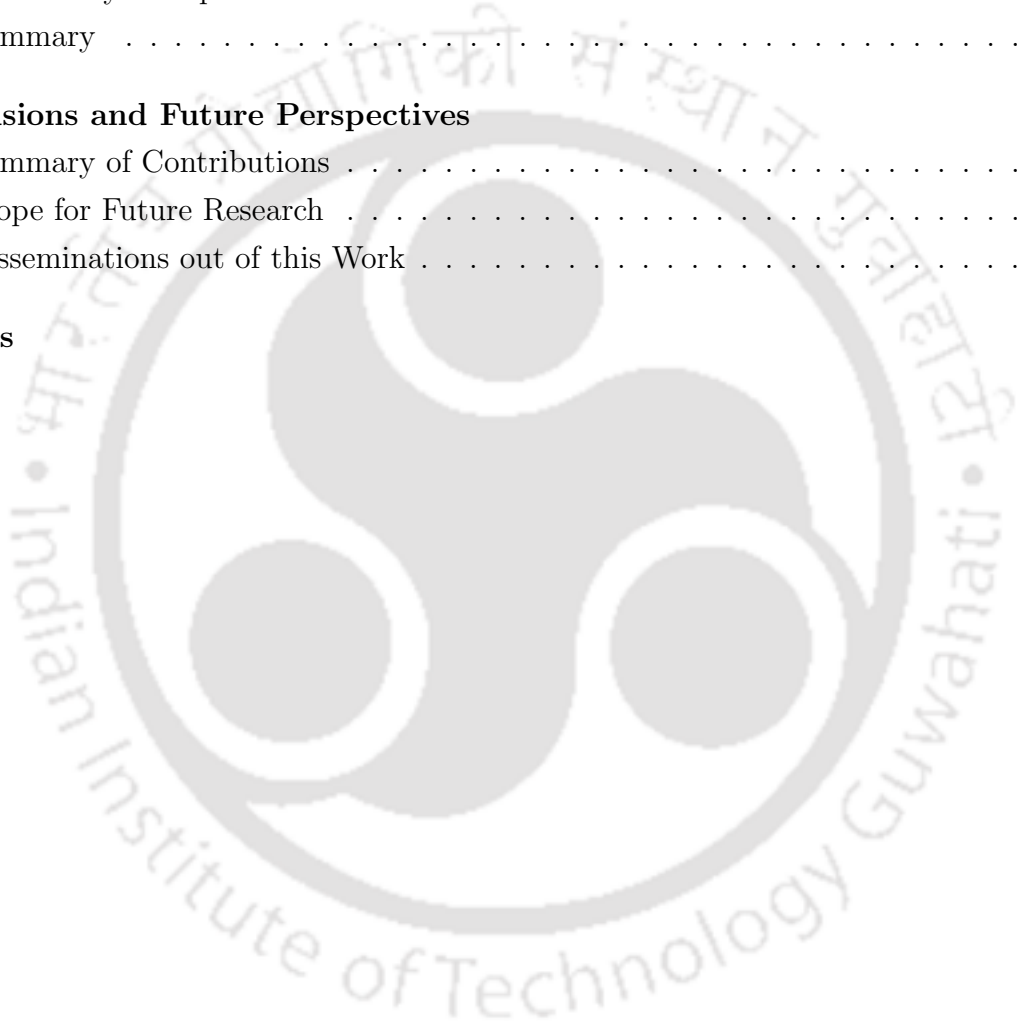 mmary . . . . . . . . . . . . . . . . . . . . . . . . . . . . . . . . . . . . .
sions and Future Perspectives
mmary of Contributions . . . . . . . . . . . . . . . . . . . . . . . . . . . .
ope for Future Research . . . . . . . . . . . . . . . . . . . . . . . . . . . .
sseminations out of this Work . . . . . . . . . . . . . . . . . . . . . . . . .
s
भारतीय प्रौद्योगिकी संस्थान गुवाहाटी
• Indian Institute of Technology Guwahati •